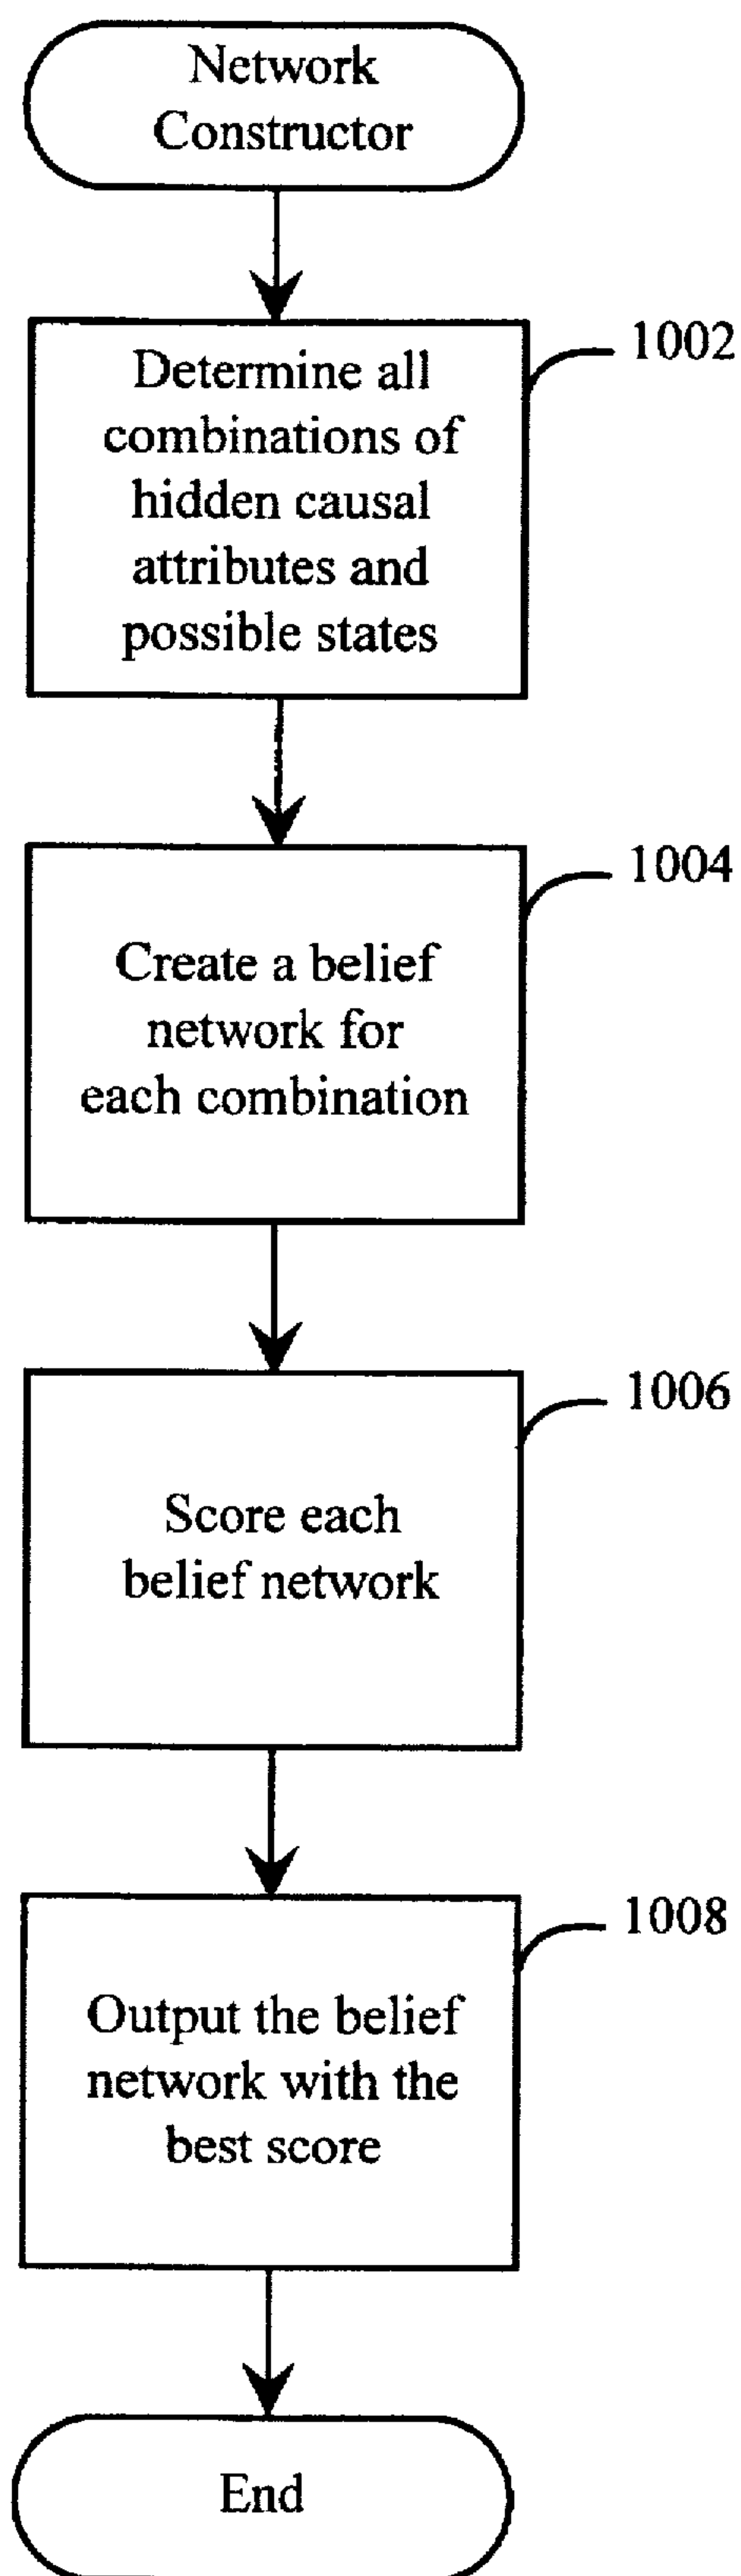 Network
Constructor
1002
Determine all
combinations of
hidden causal
attributes and
possible states
1004
Create a belief
network for
each combination
1006
Score each
belief network
1008
Output the belief
network with the
best score
End